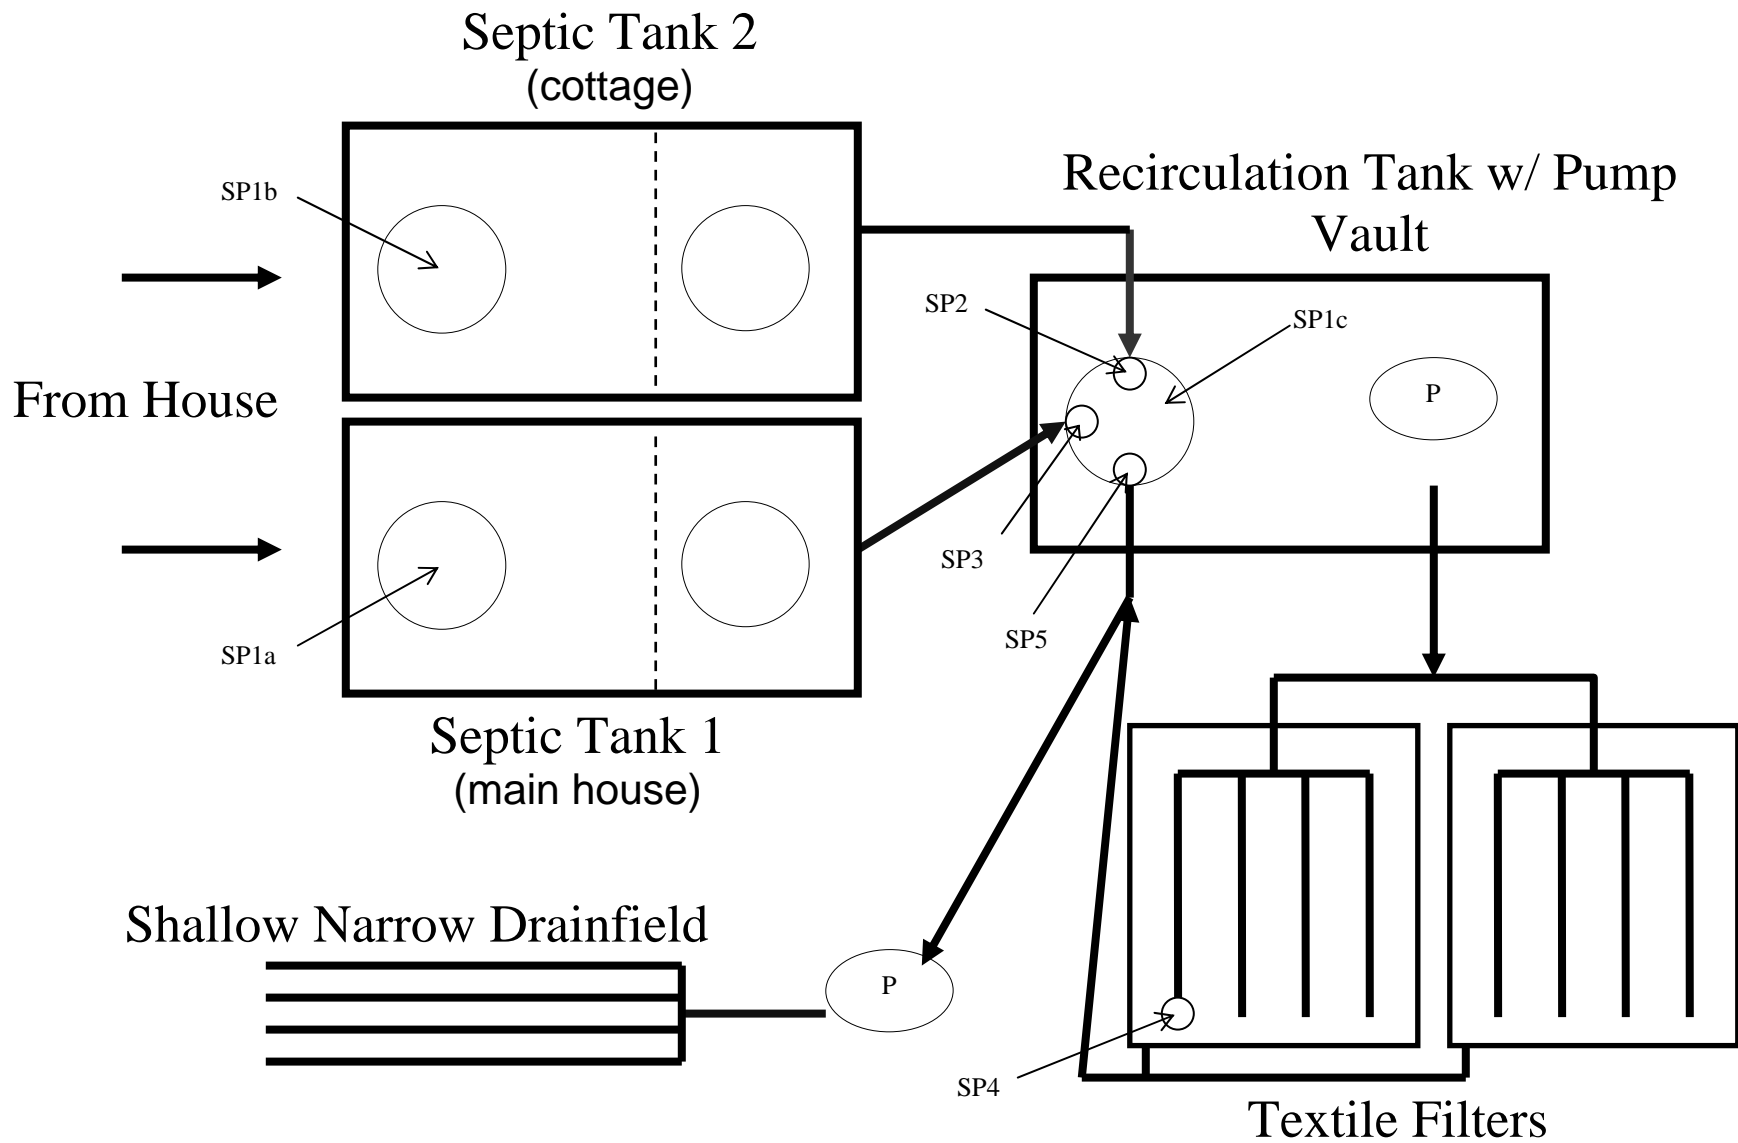 Septic Tank 2
(cottage)
Recirculation Tank w/ Pump
Vault
SP1b
SP2
SP1c
From House
P
SP3
SP5
SP1a
Septic Tank 1
(main house)
Shallow Narrow Drainfield
P
SP4
Textile Filters